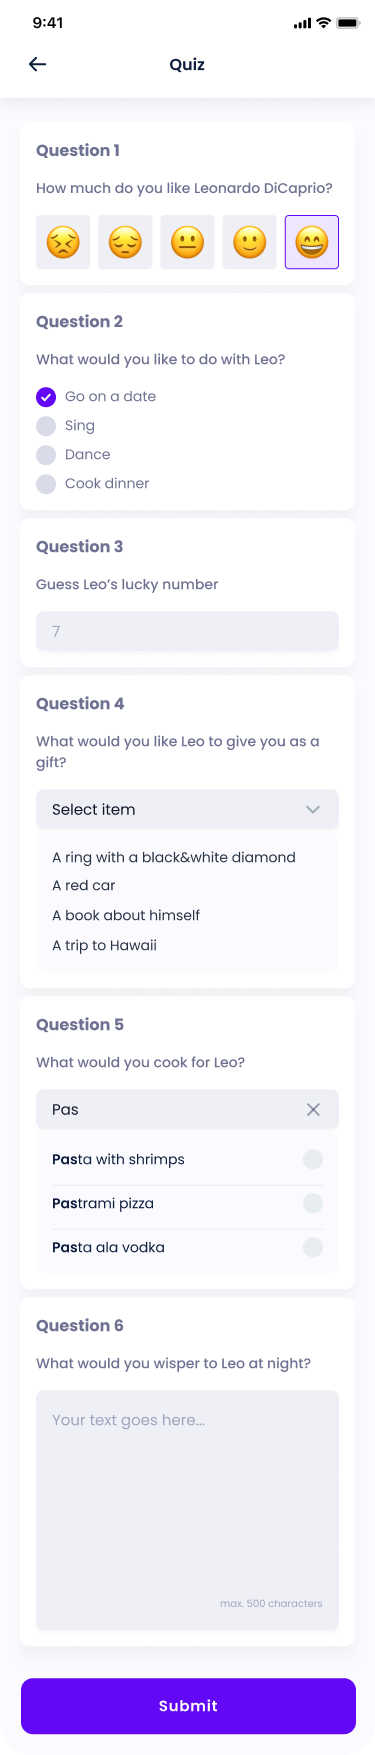 9:41
Quiz
Question 1
How much do you like Leonardo DiCaprio?
Question 2
What would you like to do with Leo?
Go on a date
Sing
Dance
Cook dinner
Question 3
Guess Leo’s lucky number
7
Question 4
What would you like Leo to give you as a
gift?
Select item
A ring with a black&white diamond
A red car
A book about himself
A trip to Hawaii
Question 5
What would you cook for Leo?
Pas
Pasta with shrimps
Pastrami pizza
Pasta ala vodka
Question 6
What would you wisper to Leo at night?
Your text goes here...
max. 500 characters
Submit